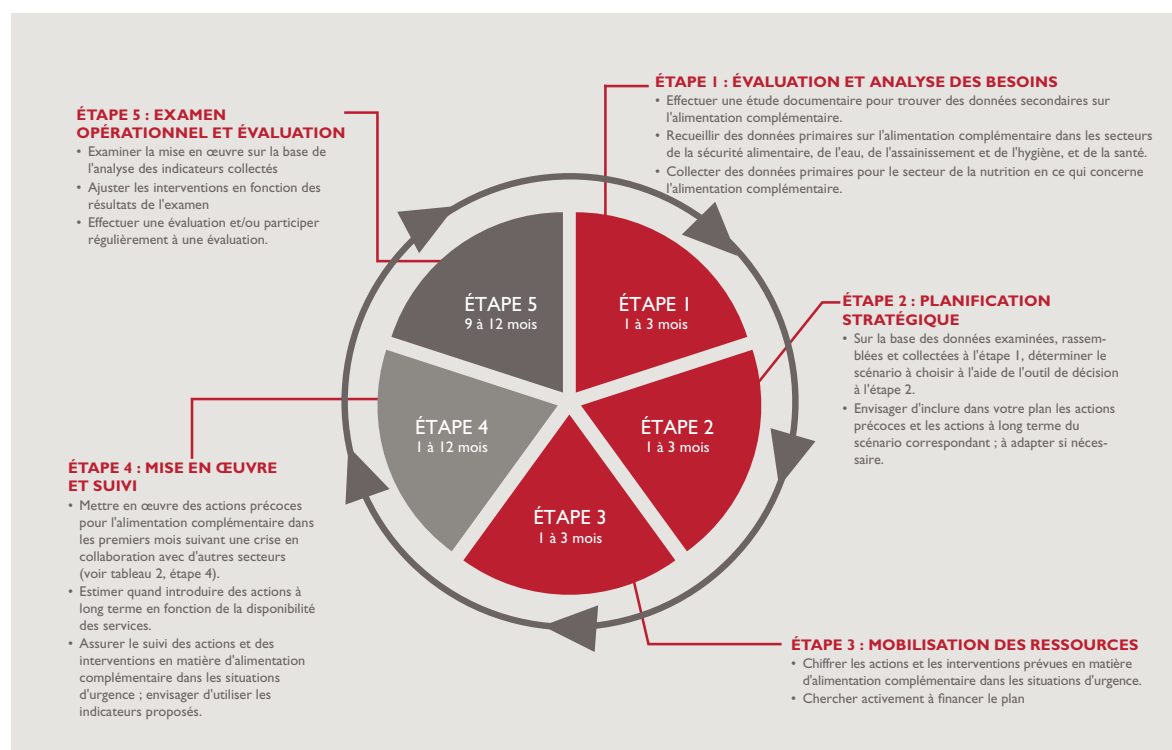 ÉTAPE 1 : ÉVALUATION ET ANALYSE DES BESOINS
• Effectuer une étude documentaire pour trouver des données secondaires sur
l'alimentation complémentaire.
• Recueillir des données primaires sur l'alimentation complémentaire dans les secteurs
de la sécurité alimentaire, de l'eau, de l'assainissement et de l'hygiène, et de la santé.
• Collecter des données primaires pour le secteur de la nutrition en ce qui concerne
l'alimentation complémentaire.
ÉTAPE 2 : PLANIFICATION
STRATÉGIQUE
• Sur la base des données examinées, rassem-
blées et collectées à l'étape 1, déterminer le
scénario à choisir à l'aide de l'outil de décision
à l'étape 2.
• Envisager d'inclure dans votre plan les actions
précoces et les actions à long terme du
scénario correspondant ; à adapter si néces-
saire.
ÉTAPE 3 : MOBILISATION DES RESSOURCES
• Chiffrer les actions et les interventions prévues en matière
d'alimentation complémentaire dans les situations d'urgence.
• Chercher activement à financer le plan
ÉTAPE 4 : MISE EN ŒUVRE
ET SUIVI
• Mettre en œuvre des actions précoces
pour l'alimentation complémentaire dans
les premiers mois suivant une crise en
collaboration avec d'autres secteurs
(voir tableau 2, étape 4).
• Estimer quand introduire des actions à
long terme en fonction de la disponibilité
des services.
• Assurer le suivi des actions et des
interventions en matière d'alimentation
complémentaire dans les situations
d'urgence ; envisager d'utiliser les
indicateurs proposés.
ÉTAPE 5 : EXAMEN
OPÉRATIONNEL ET ÉVALUATION
• Examiner la mise en œuvre sur la base de
l'analyse des indicateurs collectés
• Ajuster les interventions en fonction des
résultats de l'examen
• Effectuer une évaluation et/ou participer
régulièrement à une évaluation.
ÉTAPE 1
1 à 3 mois
ÉTAPE 2
1 à 3 mois
ÉTAPE 3
1 à 3 mois
ÉTAPE 4
1 à 12 mois
ÉTAPE 5
9 à 12 mois